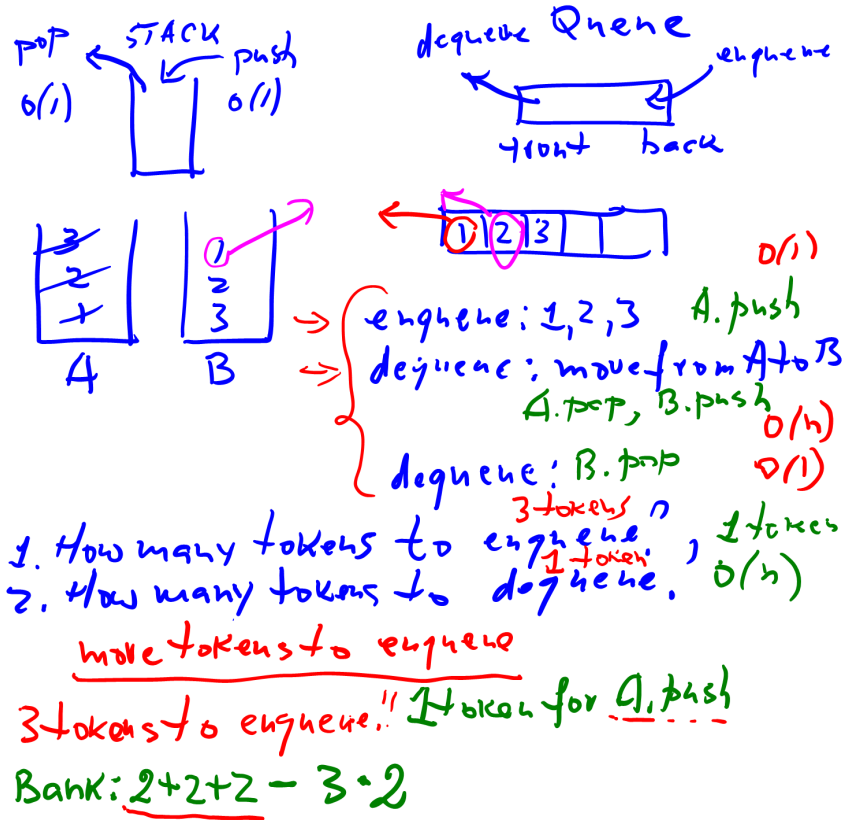 STACK
pop push
O(1) O(1)
Queue
dequeue enqueue
front back
3
2
1
A
1
2
3
B
1 2 3
O(1)
enqueue: 1, 2, 3 A.push
dequeue: move from A to B
A.pop, B.push
O(n)
dequeue: B.pop O(1)
3 tokens
1. How many tokens to enqueue?, 1 token
1 token
2. How many tokens to dequeue? O(n)
move tokens to enqueue
3 tokens to enqueue!! 1 token for A.push
Bank: 2+2+2 - 3·2